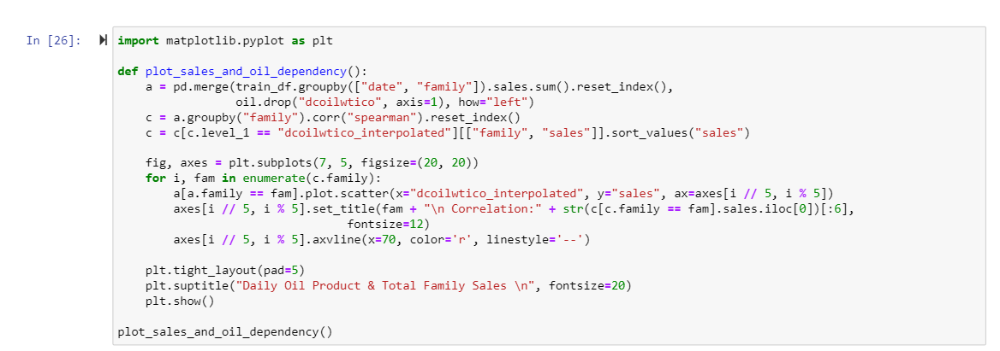 In [26]:
import matplotlib.pyplot as plt

def plot_sales_and_oil_dependency():
    a = pd.merge(train_df.groupby(["date", "family"]).sales.sum().reset_index(),
                 oil.drop("dcoilwtico", axis=1), how="left")
    c = a.groupby("family").corr("spearman").reset_index()
    c = c[c.level_1 == "dcoilwtico_interpolated"][["family", "sales"]].sort_values("sales")

    fig, axes = plt.subplots(7, 5, figsize=(20, 20))
    for i, fam in enumerate(c.family):
        a[a.family == fam].plot.scatter(x="dcoilwtico_interpolated", y="sales", ax=axes[i // 5, i % 5])
        axes[i // 5, i % 5].set_title(fam + "\n Correlation:" + str(c[c.family == fam].sales.iloc[0])[:6],
                                 fontsize=12)
        axes[i // 5, i % 5].axvline(x=70, color='r', linestyle='--')

    plt.tight_layout(pad=5)
    plt.suptitle("Daily Oil Product & Total Family Sales \n", fontsize=20)
    plt.show()

plot_sales_and_oil_dependency()